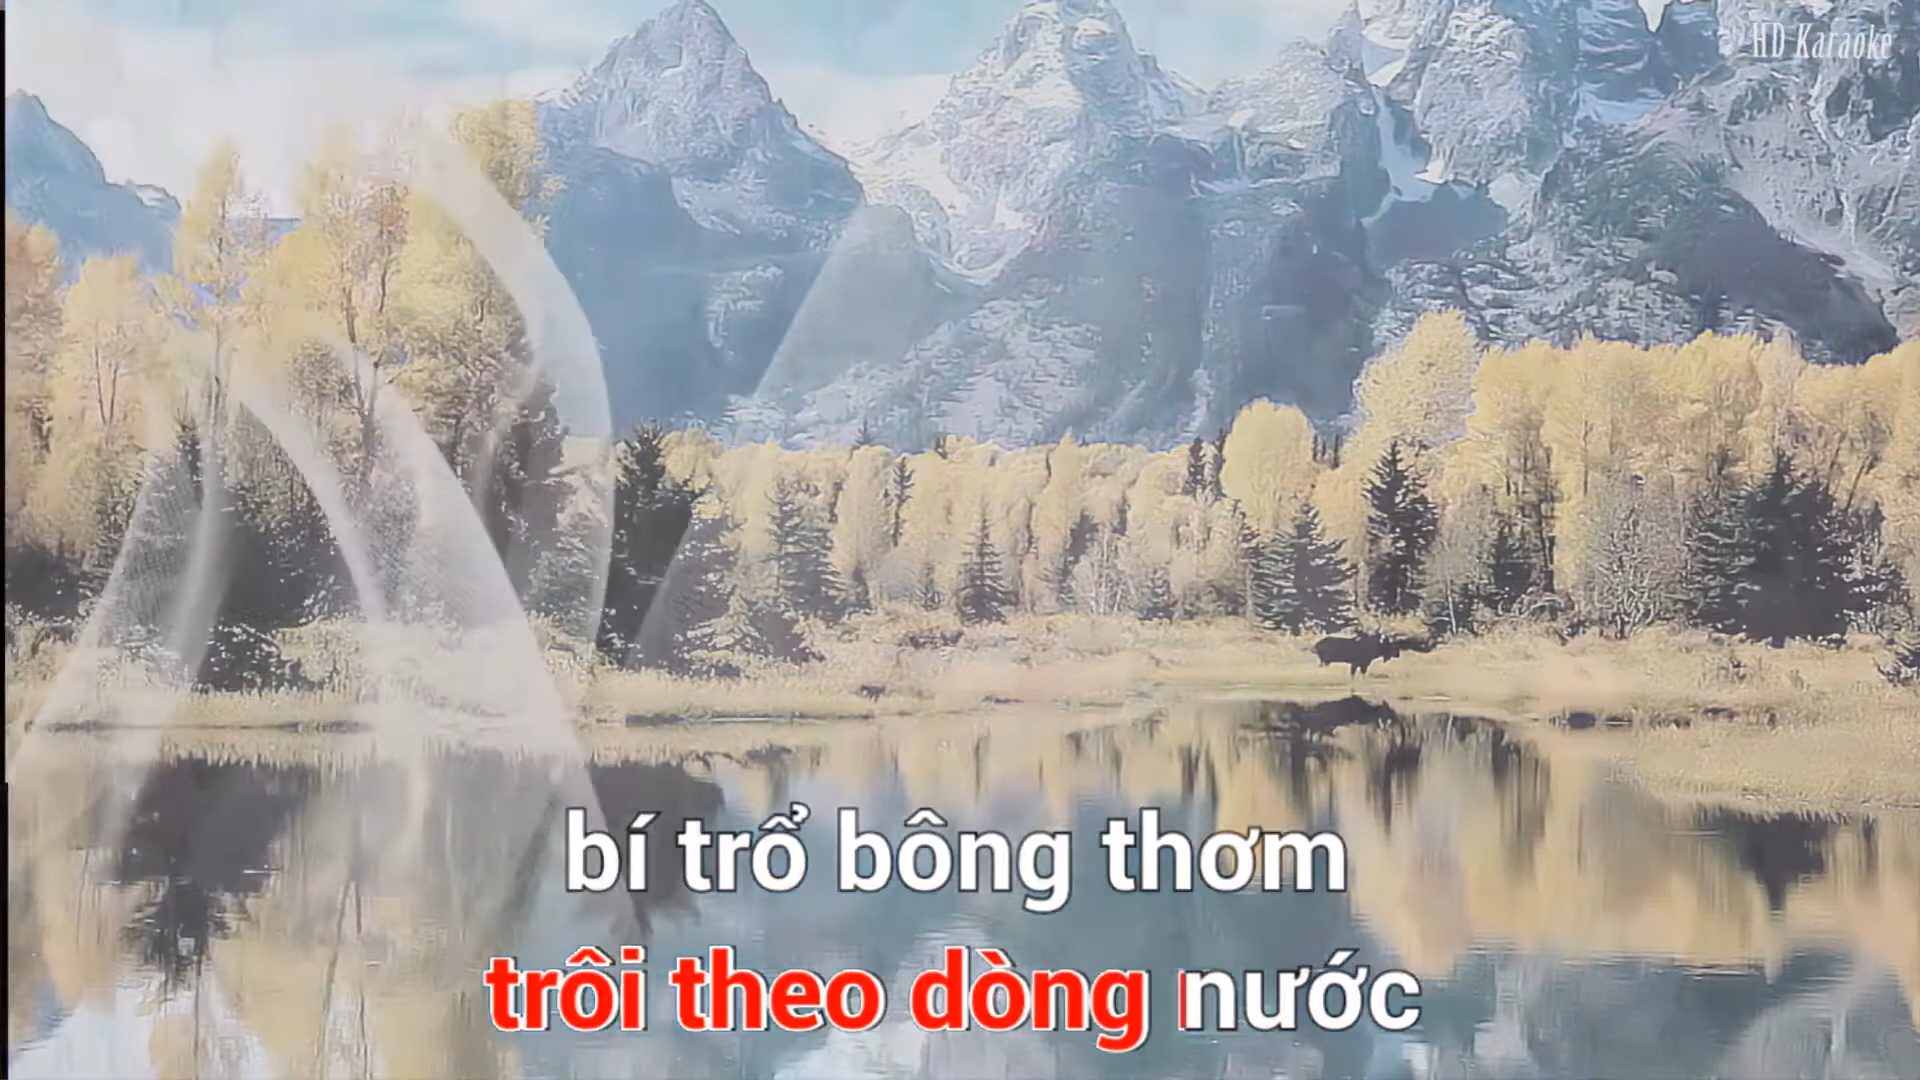 HD Karaoke
bí trổ bông thơm
trôi theo dòng nước